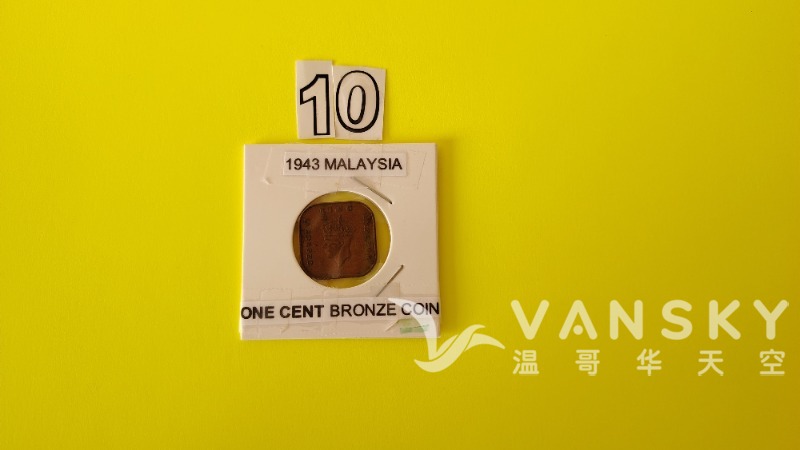 10
1943 MALAYSIA
ONE CENT BRONZE COIN
VANSKY
温哥华天空